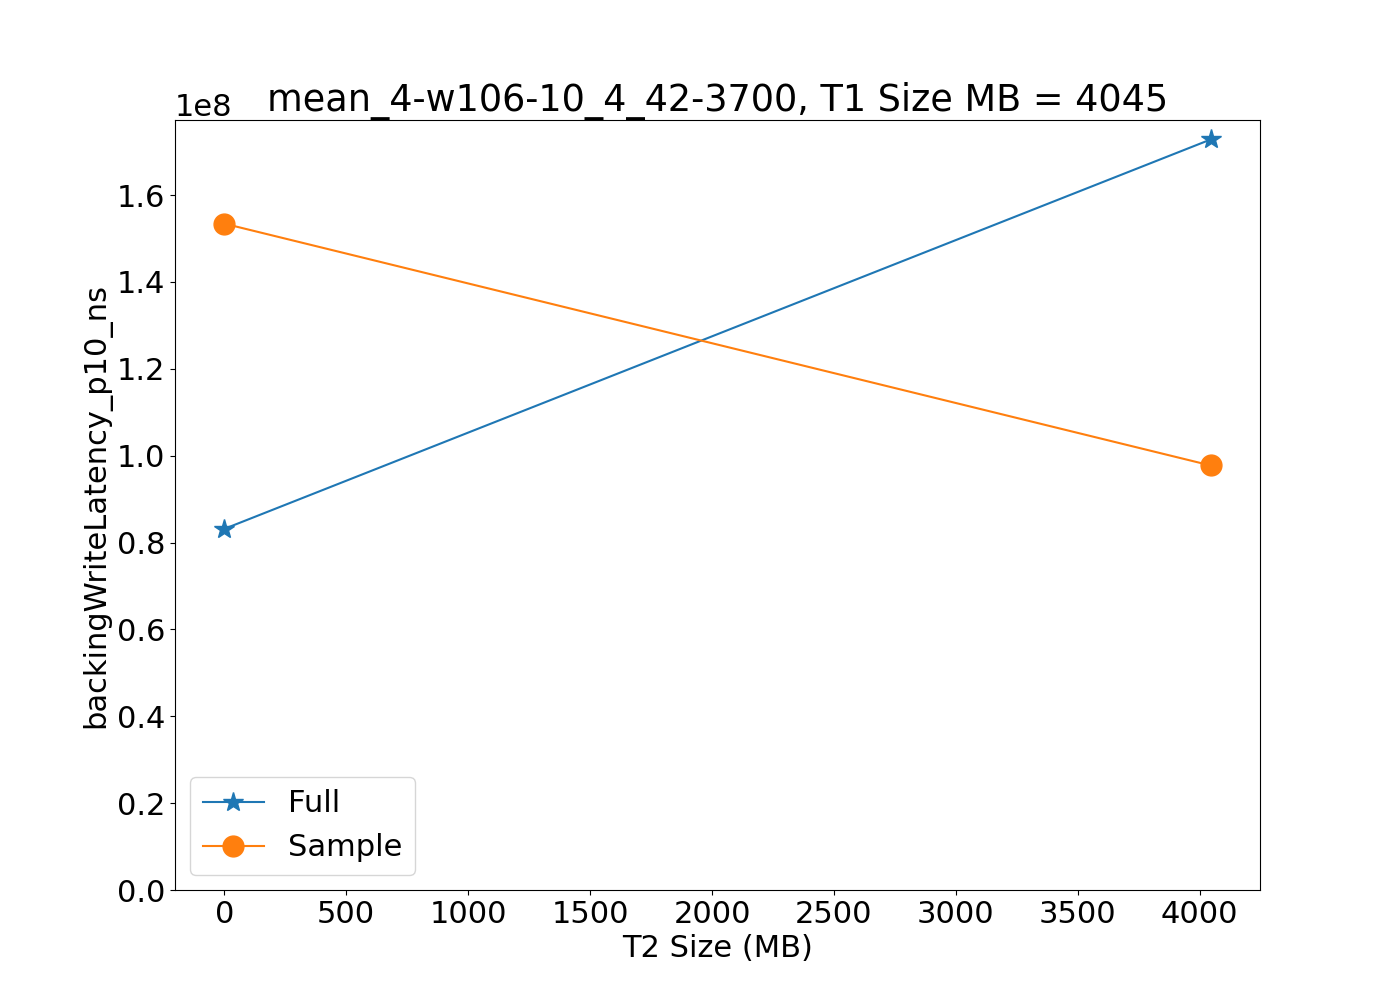 1e8
mean_4-w106-10_4_42-3700, T1 Size MB = 4045
backingWriteLatency_p10_ns
1.6
1.4
1.2
1.0
0.8
0.6
0.4
0.2
0.0
Full
Sample
0 500 1000 1500 2000 2500 3000 3500 4000
T2 Size (MB)